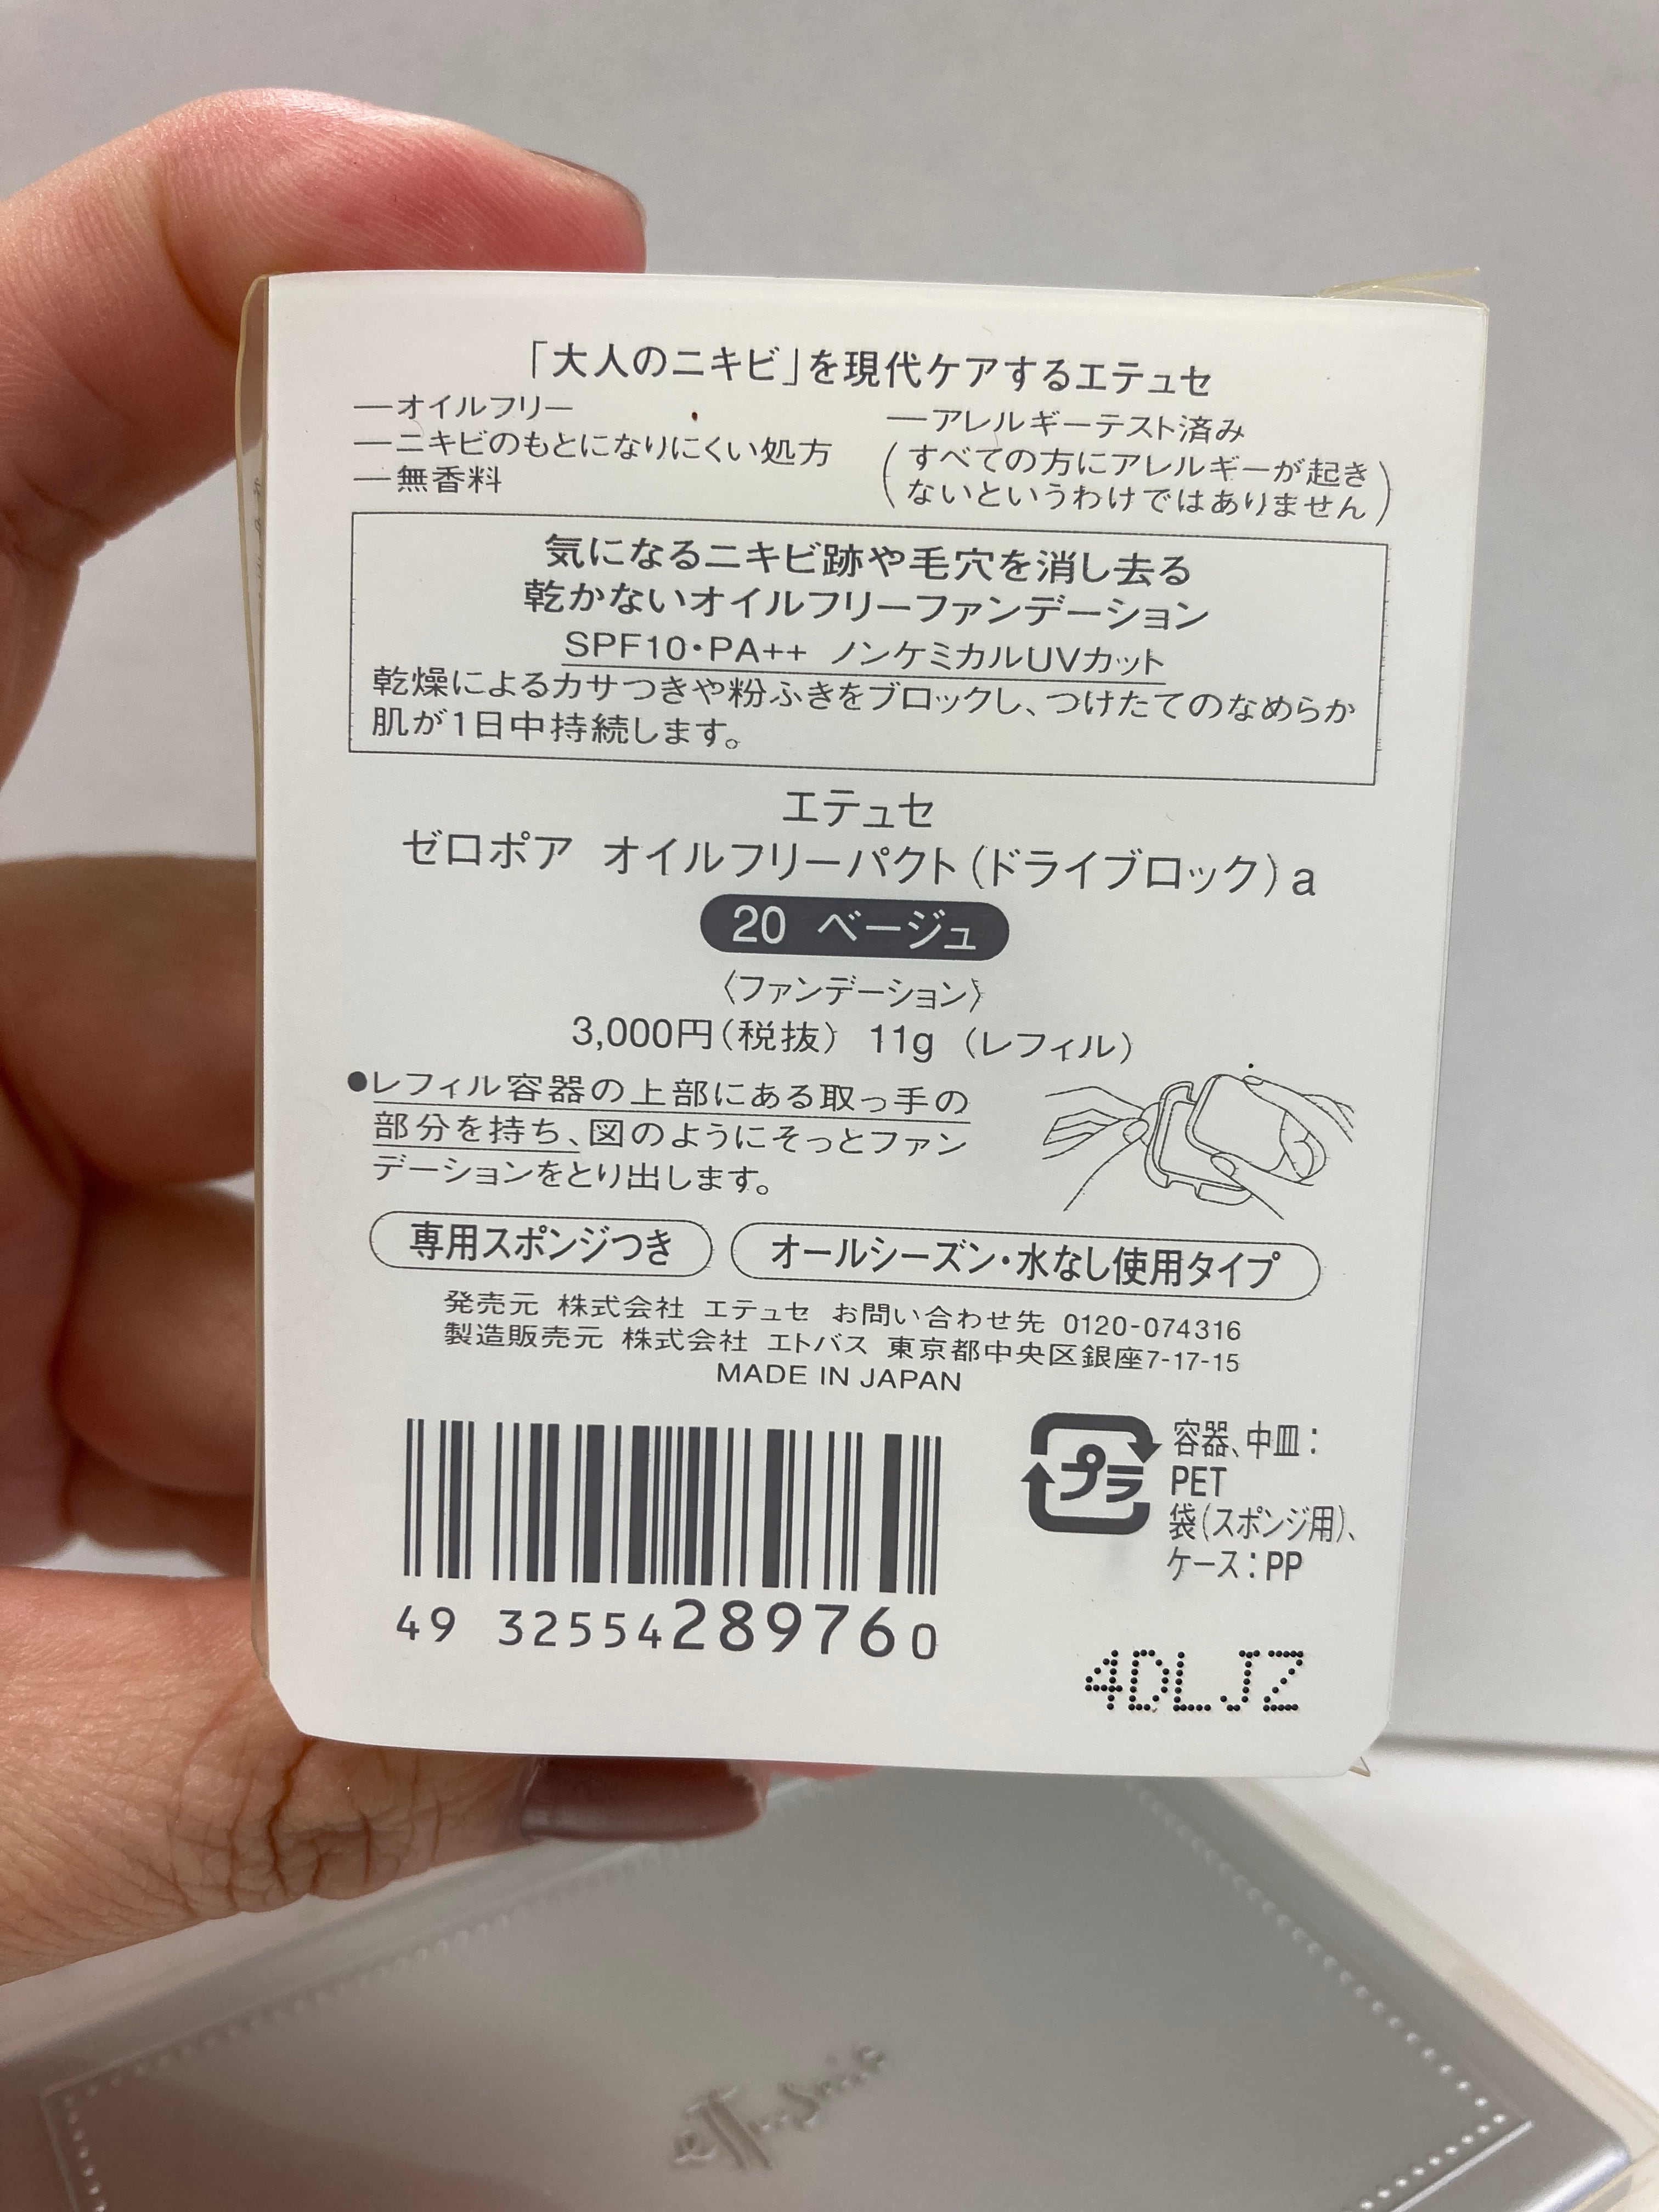 「大人のニキビ」を現代ケアするエテュセ
―オイルフリー
―ニキビのもとになりにくい処方
―無香料
―アレルギーテスト済み
(すべての方にアレルギーが起き
ないというわけではありません)
気になるニキビ跡や毛穴を消し去る
乾かないオイルフリーファンデーション
SPF10・PA++ ノンケミカルUVカット
乾燥によるカサつきや粉ふきをブロックし、つけたてのなめらか
肌が1日中持続します。
エテュセ
ゼロポア オイルフリーパクト(ドライブロック)a
20 ベージュ
〈ファンデーション〉
3,000円(税抜) 11g (レフィル)
●レフィル容器の上部にある取っ手の
部分を持ち、図のようにそっとファン
デーションをとり出します。
専用スポンジつき
オールシーズン・水なし使用タイプ
発売元 株式会社 エテュセ お問い合わせ先 0120-074316
製造販売元 株式会社 エトバス 東京都中央区銀座7-17-15
MADE IN JAPAN
プラ
容器、中皿:
PET
袋(スポンジ用)、
ケース:PP
49 32554289760
4DLJZ
ettusais